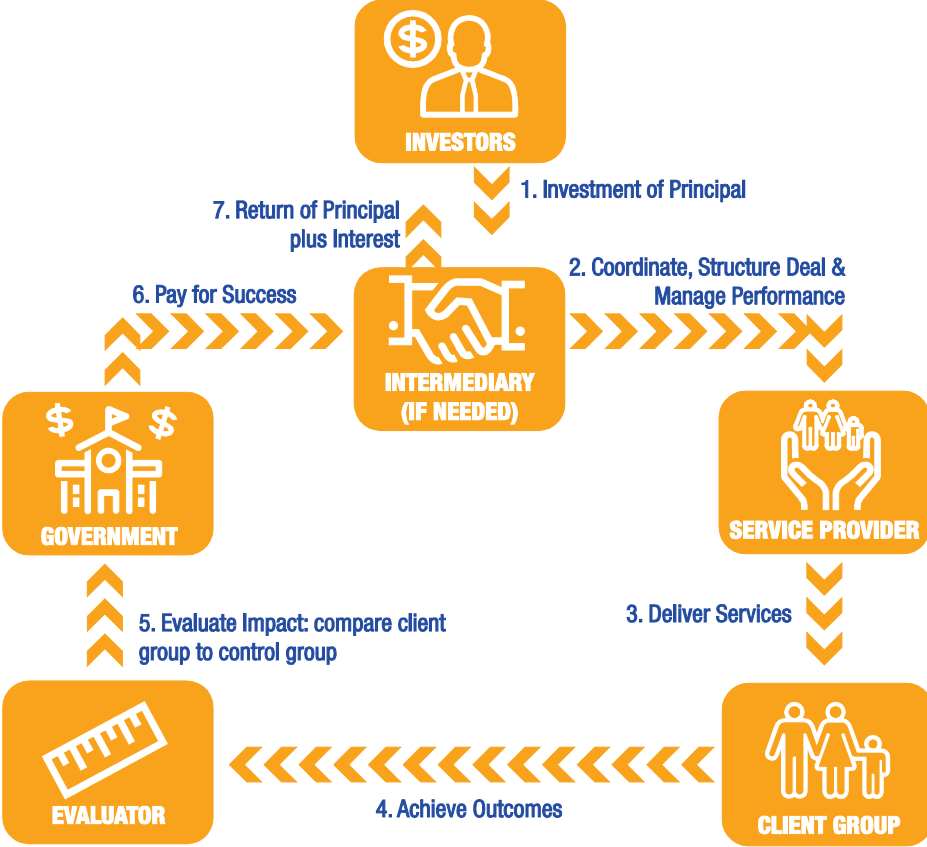 INVESTORS
1. Investment of Principal
7. Return of Principal
plus Interest
2. Coordinate, Structure Deal &
Manage Performance
6. Pay for Success
INTERMEDIARY
(IF NEEDED)
$ $
GOVERNMENT
SERVICE PROVIDER
3. Deliver Services
5. Evaluate Impact: compare client
group to control group
EVALUATOR
4. Achieve Outcomes
CLIENT GROUP